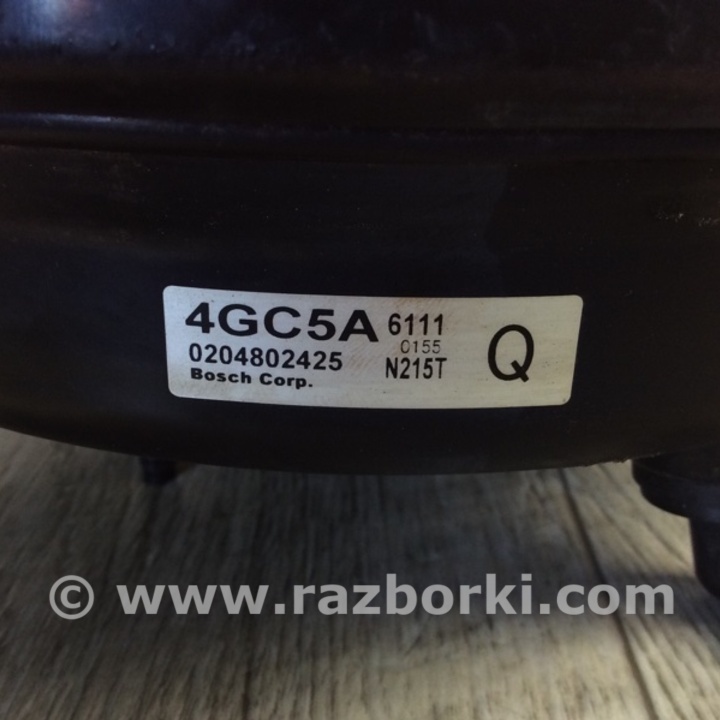 4GC5A 6111
0155
0204802425 N215T Q
Bosch Corp.
© www.razborki.com